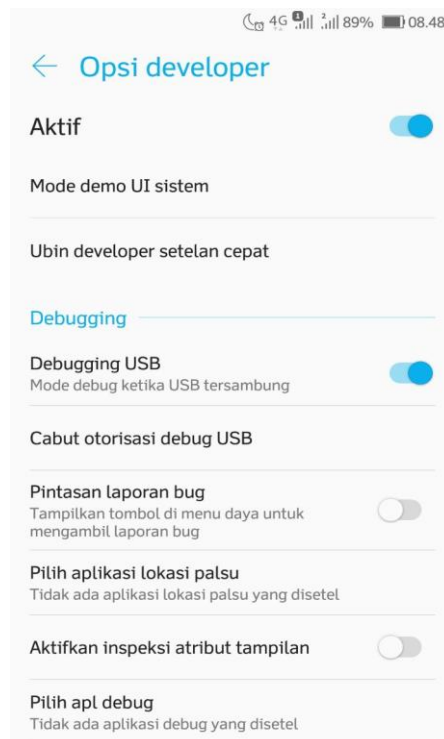 4G 1 2 89% 08.48
Opsi developer
Aktif
Mode demo UI sistem
Ubin developer setelan cepat
Debugging
Debugging USB
Mode debug ketika USB tersambung
Cabut otorisasi debug USB
Pintasan laporan bug
Tampilkan tombol di menu daya untuk
mengambil laporan bug
Pilih aplikasi lokasi palsu
Tidak ada aplikasi lokasi palsu yang disetel
Aktifkan inspeksi atribut tampilan
Pilih apl debug
Tidak ada aplikasi debug yang disetel